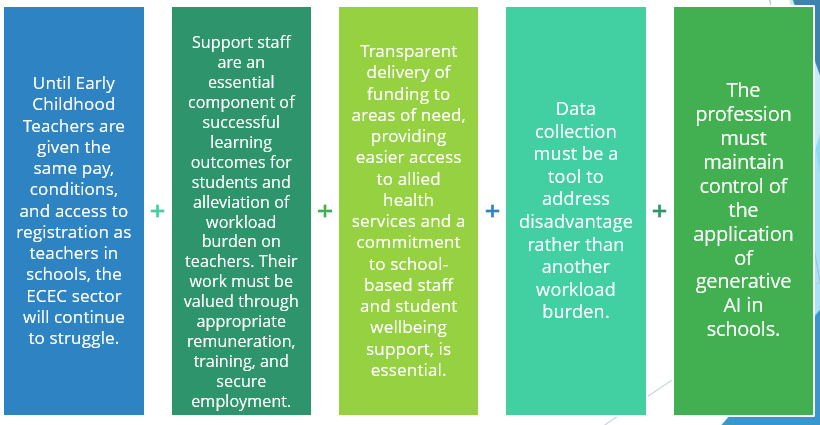 Until Early
Childhood
Teachers are
given the
same pay,
conditions,
and access to
registration as
teachers in
schools, the
ECEC sector
will continue
to struggle.
+
Support staff
are an
essential
component of
successful
learning
outcomes for
students and
alleviation of
workload
burden on
teachers. Their
work must be
valued through
appropriate
remuneration,
training, and
secure
employment.
+
Transparent
delivery of
funding to
areas of need,
providing
easier access
to allied
health
services and a
commitment
to school-
based staff
and student
wellbeing
support, is
essential.
+
Data
collection
must be a
tool to
address
disadvantage
rather than
another
workload
burden.
+
The
profession
must
maintain
control of
the
application
of
generative
AI in
schools.